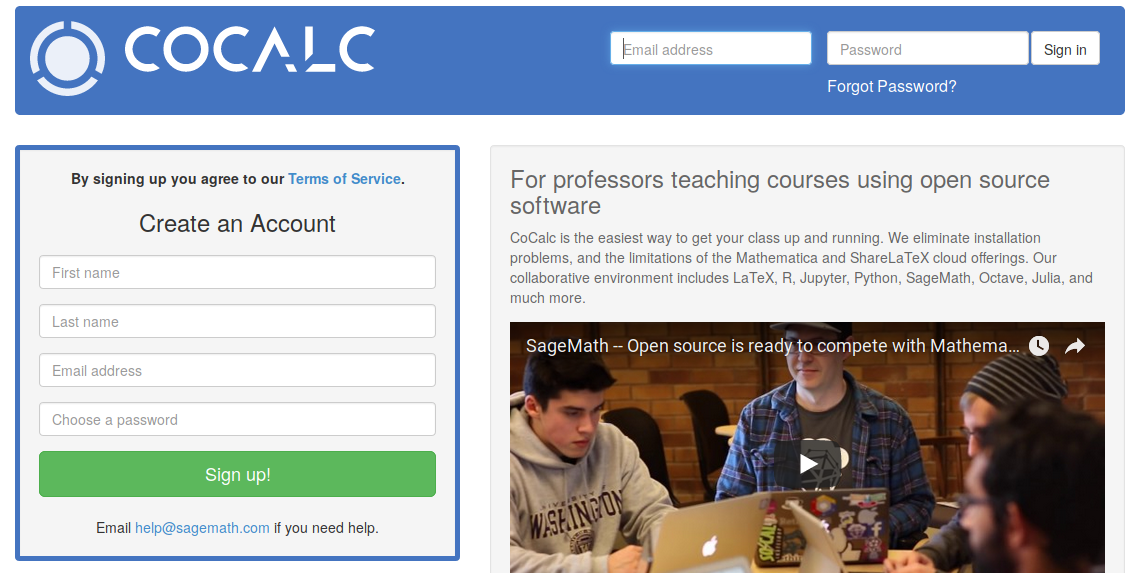 COCALC
Email address
Password
Sign in
Forgot Password?
By signing up you agree to our Terms of Service.
Create an Account
First name
Last name
Email address
Choose a password
Sign up!
Email help@sagemath.com if you need help.
For professors teaching courses using open source
software
CoCalc is the easiest way to get your class up and running. We eliminate installation
problems, and the limitations of the Mathematica and ShareLaTeX cloud offerings. Our
collaborative environment includes LaTeX, R, Jupyter, Python, SageMath, Octave, Julia, and
much more.
SageMath -- Open source is ready to compete with Mathema...
WASHINGTON